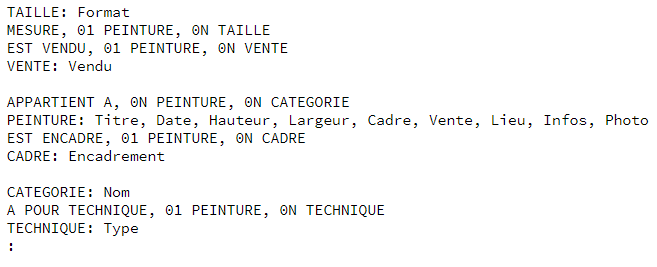 TAILLE: Format
MESURE, 01 PEINTURE, 0N TAILLE
EST VENDU, 01 PEINTURE, 0N VENTE
VENTE: Vendu

APPARTIENT A, 0N PEINTURE, 0N CATEGORIE
PEINTURE: Titre, Date, Hauteur, Largeur, Cadre, Vente, Lieu, Infos, Photo
EST ENCADRE, 01 PEINTURE, 0N CADRE
CADRE: Encadrement

CATEGORIE: Nom
A POUR TECHNIQUE, 01 PEINTURE, 0N TECHNIQUE
TECHNIQUE: Type
: